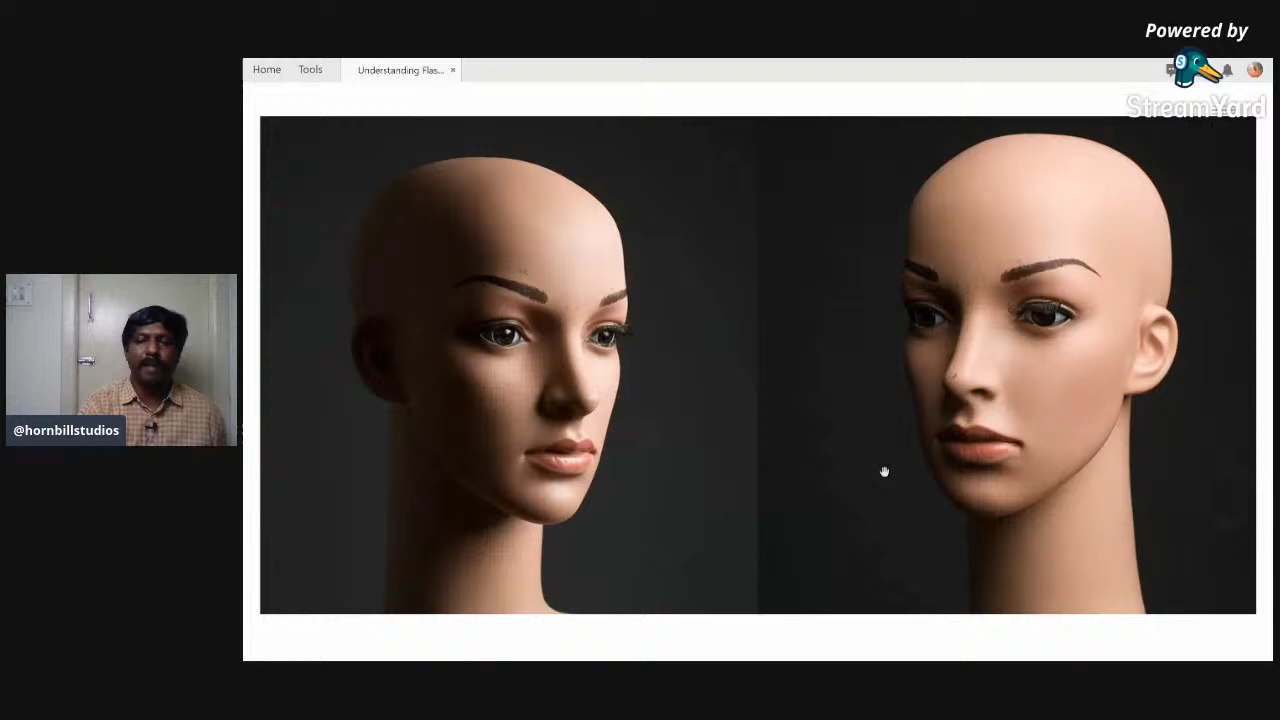 Powered by
StreamYard
Home Tools Understanding Flas... ×
@hornbillstudios